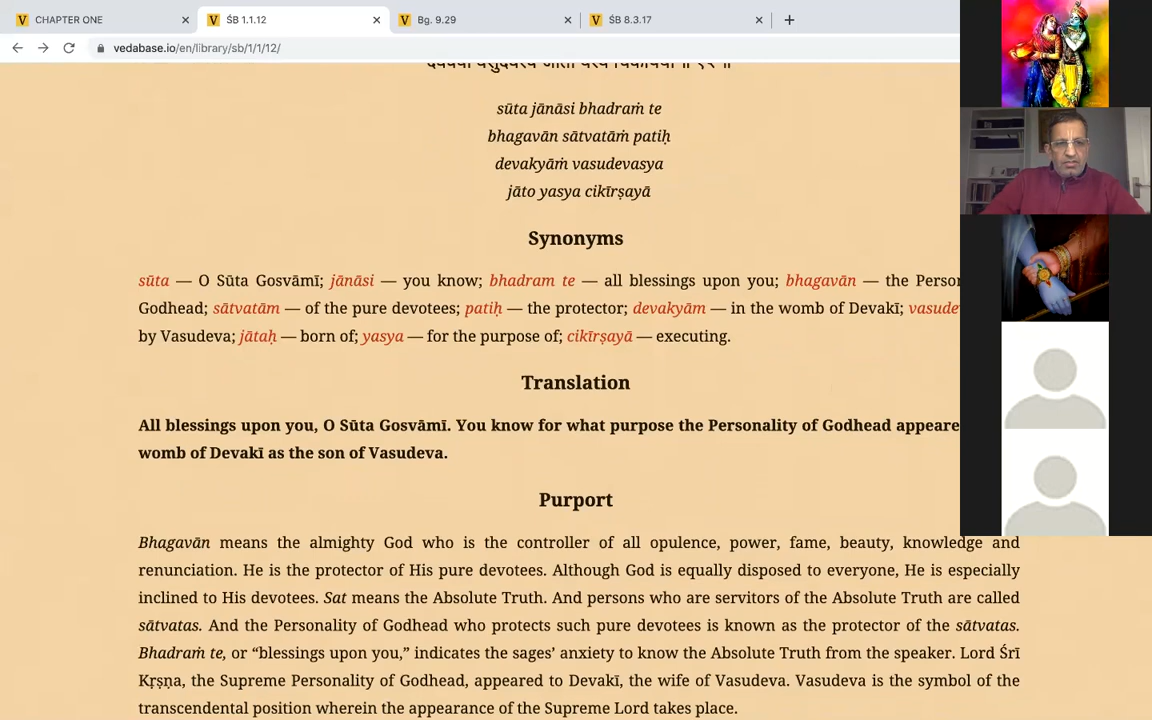 CHAPTER ONE
ŚB 1.1.12
Bg. 9.29
ŚB 8.3.17
vedabase.io/en/library/sb/1/1/12/
sūta jānāsi bhadraṁ te
bhagavān sātvatāṁ patiḥ
devakyāṁ vasudevasya
jāto yasya cikīrṣayā
Synonyms
sūta — O Sūta Gosvāmī; jānāsi — you know; bhadram te — all blessings upon you; bhagavān — the Person
Godhead; sātvatām — of the pure devotees; patiḥ — the protector; devakyām — in the womb of Devakī; vasude
by Vasudeva; jātaḥ — born of; yasya — for the purpose of; cikīrṣayā — executing.
Translation
All blessings upon you, O Sūta Gosvāmī. You know for what purpose the Personality of Godhead appeare
womb of Devakī as the son of Vasudeva.
Purport
Bhagavān means the almighty God who is the controller of all opulence, power, fame, beauty, knowledge and
renunciation. He is the protector of His pure devotees. Although God is equally disposed to everyone, He is especially
inclined to His devotees. Sat means the Absolute Truth. And persons who are servitors of the Absolute Truth are called
sātvatas. And the Personality of Godhead who protects such pure devotees is known as the protector of the sātvatas.
Bhadraṁ te, or “blessings upon you,” indicates the sages’ anxiety to know the Absolute Truth from the speaker. Lord Śrī
Kṛṣṇa, the Supreme Personality of Godhead, appeared to Devakī, the wife of Vasudeva. Vasudeva is the symbol of the
transcendental position wherein the appearance of the Supreme Lord takes place.